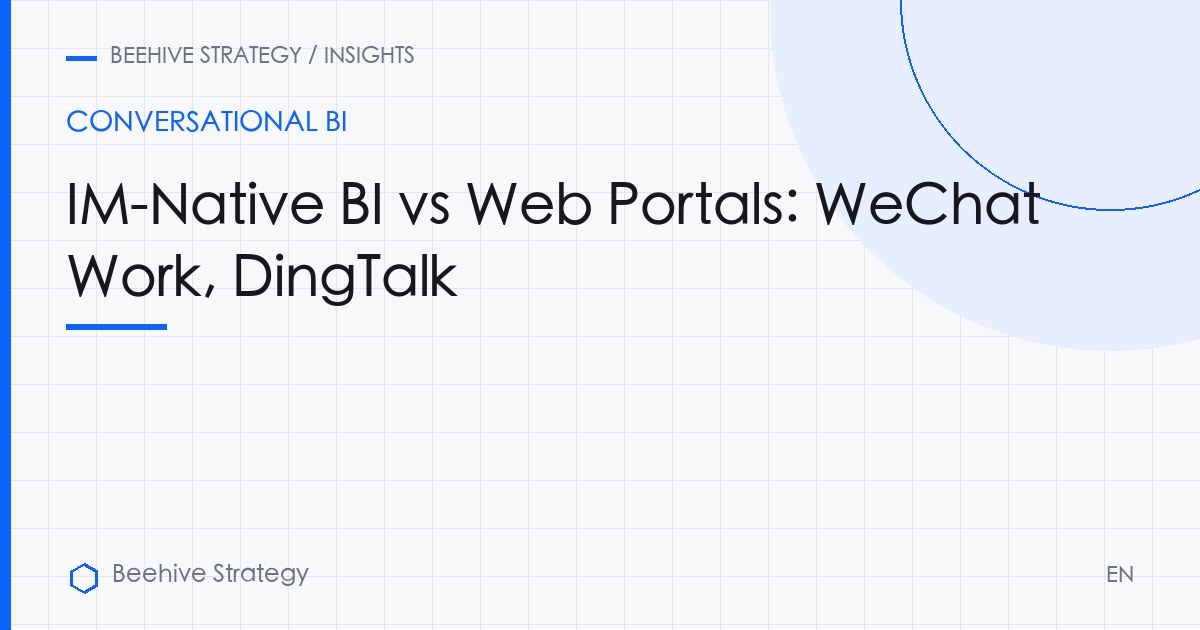 BEEHIVE STRATEGY / INSIGHTS
CONVERSATIONAL BI
IM-Native BI vs Web Portals: WeChat
Work, DingTalk
Beehive Strategy
EN